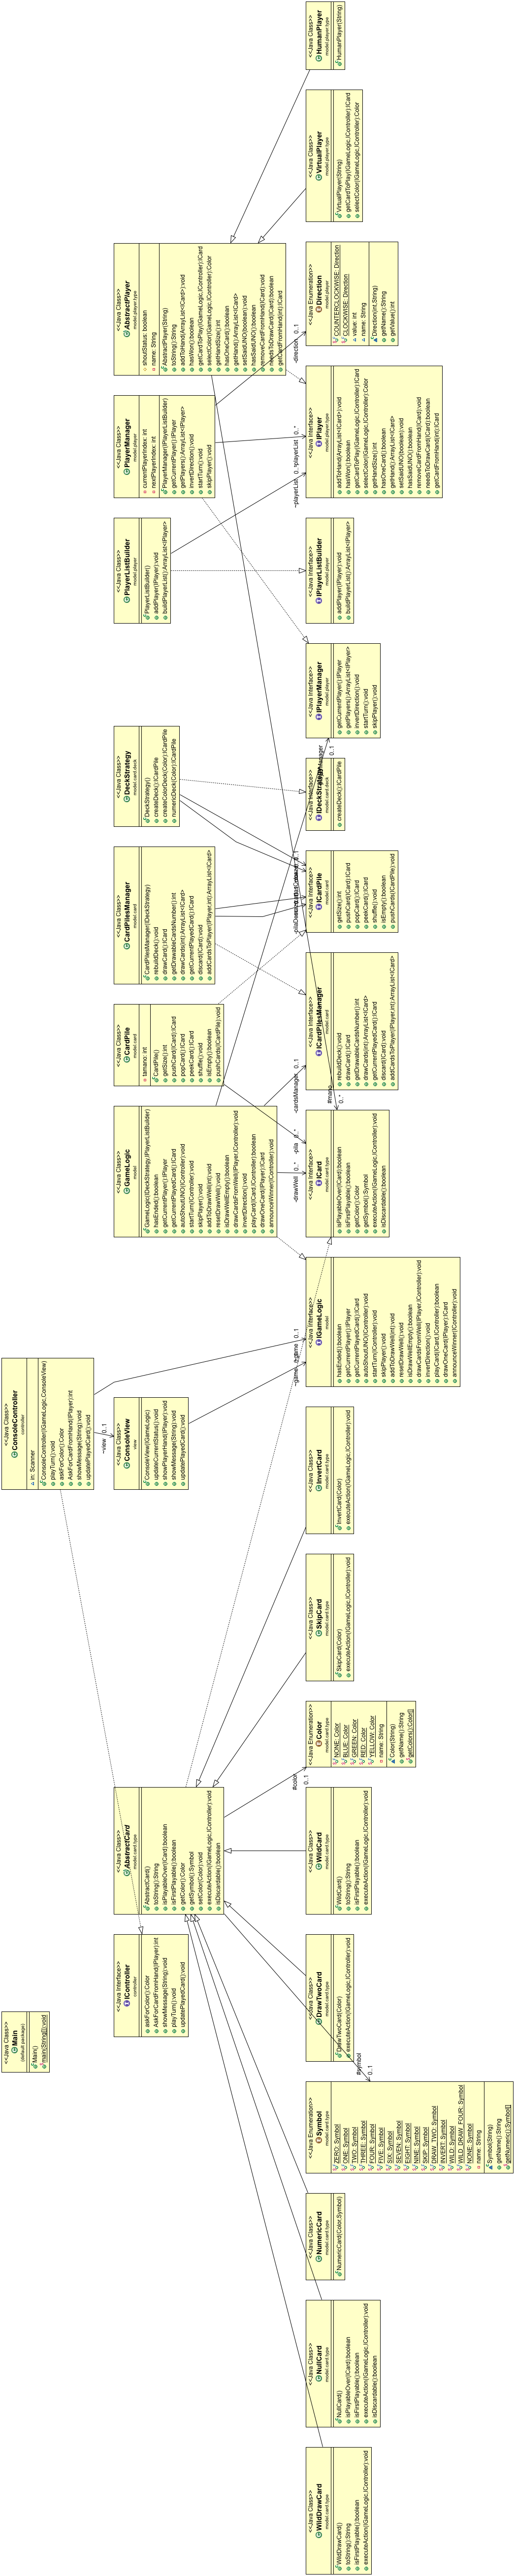 <<Java Class>>
HumanPlayer
model.player.type
HumanPlayer(String)
<<Java Class>>
VirtualPlayer
model.player.type
VirtualPlayer(String)
getCardToPlay(IGameLogic,IController):ICard
selectColor(IGameLogic,IController):Color
<<Java Class>>
AbstractPlayer
model.player.type
shoutStatus: boolean
name: String
AbstractPlayer(String)
toString():String
addToHand(ArrayList<ICard>):void
hasWon():boolean
getCardToPlay(IGameLogic,IController):ICard
selectColor(IGameLogic,IController):Color
getHandSize():int
hasOneCard():boolean
getHand():ArrayList<ICard>
setSaidUNO(boolean):void
hasSaidUNO():boolean
removeCardFromHand(ICard):void
needsToDrawCard(ICard):boolean
getCardFromHand(int):ICard
<<Java Enumeration>>
Direction
model.player
COUNTERCLOCKWISE: Direction
CLOCKWISE: Direction
value: int
name: String
Direction(int,String)
getName():String
getValue():int
-direction 0..1
<<Java Class>>
PlayerManager
model.player
currentPlayerIndex: int
nextPlayerIndex: int
PlayerManager(IPlayerListBuilder)
getCurrentPlayer():IPlayer
getPlayers():ArrayList<IPlayer>
invertDirection():void
startTurn():void
skipPlayer():void
<<Java Interface>>
IPlayer
model.player.type
addToHand(ArrayList<ICard>):void
hasWon():boolean
getCardToPlay(IGameLogic,IController):ICard
selectColor(IGameLogic,IController):Color
getHandSize():int
hasOneCard():boolean
getHand():ArrayList<ICard>
setSaidUNO(boolean):void
hasSaidUNO():boolean
removeCardFromHand(ICard):void
needsToDrawCard(ICard):boolean
getCardFromHand(int):ICard
0..*
<<Java Class>>
PlayerListBuilder
model.player
PlayerListBuilder()
addPlayer(IPlayer):void
buildPlayerList():ArrayList<IPlayer>
<<Java Interface>>
IPlayerListBuilder
model.player
addPlayer(IPlayer):void
buildPlayerList():ArrayList<IPlayer>
<<Java Interface>>
IPlayerManager
model.player
getCurrentPlayer():IPlayer
getPlayers():ArrayList<IPlayer>
invertDirection():void
startTurn():void
skipPlayer():void
0..1
<<Java Class>>
DeckStrategy
model.card.deck
DeckStrategy()
createDeck():ICardPile
createColorDeck(Color):ICardPile
numericDeck(Color):ICardPile
<<Java Interface>>
IDeckStrategy
model.card.deck
createDeck():ICardPile
<<Java Class>>
CardPilesManager
model.card
CardPilesManager(IDeckStrategy)
rebuildDeck():void
drawCard():ICard
getDrawableCardsNumber():int
drawCards(int):ArrayList<ICard>
getCurrentPlayedCard():ICard
discard(ICard):void
addCardsToPlayer(IPlayer,int):ArrayList<ICard>
<<Java Interface>>
ICardPile
model.card
getSize():int
pushCard(ICard):ICard
popCard():ICard
peekCard():ICard
shuffle():void
isEmpty():boolean
pushCards(ICardPile):void
<<Java Class>>
CardPile
model.card
tamano: int
CardPile()
getSize():int
pushCard(ICard):ICard
popCard():ICard
peekCard():ICard
shuffle():void
isEmpty():boolean
pushCards(ICardPile):void
<<Java Interface>>
ICardPilesManager
model.card
rebuildDeck():void
drawCard():ICard
getDrawableCardsNumber():int
drawCards(int):ArrayList<ICard>
getCurrentPlayedCard():ICard
discard(ICard):void
addCardsToPlayer(IPlayer,int):ArrayList<ICard>
-cardsManager 0..1
#mano
0..*
<<Java Class>>
GameLogic
model
GameLogic(IDeckStrategy,IPlayerListBuilder)
hasEnded():boolean
getCurrentPlayer():IPlayer
getCurrentPlayedCard():ICard
autoShoutUNO(IController):void
startTurn(IController):void
skipPlayer():void
addToDrawWell(int):void
resetDrawWell():void
isDrawWellEmpty():boolean
drawCardsFromWell(IPlayer,IController):void
invertDirection():void
playCard(ICard,IController):boolean
drawOneCard(IPlayer):ICard
announceWinner(IController):void
-pila 0..*
-drawWell 0..*
<<Java Interface>>
ICard
model.card.type
isPlayableOver(ICard):boolean
isFirstPlayable():boolean
getColor():Color
getSymbol():Symbol
executeAction(IGameLogic,IController):void
isDiscardable():boolean
<<Java Interface>>
IGameLogic
model
hasEnded():boolean
getCurrentPlayer():IPlayer
getCurrentPlayedCard():ICard
autoShoutUNO(IController):void
startTurn(IController):void
skipPlayer():void
addToDrawWell(int):void
resetDrawWell():void
isDrawWellEmpty():boolean
drawCardsFromWell(IPlayer,IController):void
invertDirection():void
playCard(ICard,IController):boolean
drawOneCard(IPlayer):ICard
announceWinner(IController):void
<<Java Class>>
ConsoleController
controller
in: Scanner
ConsoleController(IGameLogic,ConsoleView)
playTurn():void
askForColor():Color
AskForCardFromHand(IPlayer):int
showMessage(String):void
updatePlayedCard():void
~view 0..1
<<Java Class>>
ConsoleView
view
ConsoleView(IGameLogic)
updateCurrentStatus():void
showPlayerHand(IPlayer):void
showMessage(String):void
updatePlayedCard():void
<<Java Class>>
InvertCard
model.card.type
InvertCard(Color)
executeAction(IGameLogic,IController):void
<<Java Class>>
SkipCard
model.card.type
SkipCard(Color)
executeAction(IGameLogic,IController):void
<<Java Enumeration>>
Color
model.card.type
NONE: Color
BLUE: Color
GREEN: Color
RED: Color
YELLOW: Color
name: String
Color(String)
getName():String
getColors():Color[]
#color
0..1
<<Java Class>>
AbstractCard
model.card.type
AbstractCard()
toString():String
isPlayableOver(ICard):boolean
isFirstPlayable():boolean
getColor():Color
getSymbol():Symbol
setColor(Color):void
executeAction(IGameLogic,IController):void
isDiscardable():boolean
<<Java Class>>
WildCard
model.card.type
WildCard()
toString():String
isFirstPlayable():boolean
executeAction(IGameLogic,IController):void
<<Java Interface>>
IController
controller
askForColor():Color
AskForCardFromHand(IPlayer):int
showMessage(String):void
playTurn():void
updatePlayedCard():void
<<Java Class>>
DrawTwoCard
model.card.type
DrawTwoCard(Color)
executeAction(IGameLogic,IController):void
<<Java Class>>
Main
(default package)
Main()
main(String[]):void
#symbol
0..1
<<Java Enumeration>>
Symbol
model.card.type
ZERO: Symbol
ONE: Symbol
TWO: Symbol
THREE: Symbol
FOUR: Symbol
FIVE: Symbol
SIX: Symbol
SEVEN: Symbol
EIGHT: Symbol
NINE: Symbol
SKIP: Symbol
DRAW_TWO: Symbol
INVERT: Symbol
WILD: Symbol
WILD_DRAW_FOUR: Symbol
NONE: Symbol
name: String
Symbol(String)
getName():String
getNumerics():Symbol[]
<<Java Class>>
NumericCard
model.card.type
NumericCard(Color,Symbol)
<<Java Class>>
NullCard
model.card.type
NullCard()
isPlayableOver(ICard):boolean
isFirstPlayable():boolean
executeAction(IGameLogic,IController):void
isDiscardable():boolean
<<Java Class>>
WildDrawCard
model.card.type
WildDrawCard()
toString():String
isFirstPlayable():boolean
executeAction(IGameLogic,IController):void